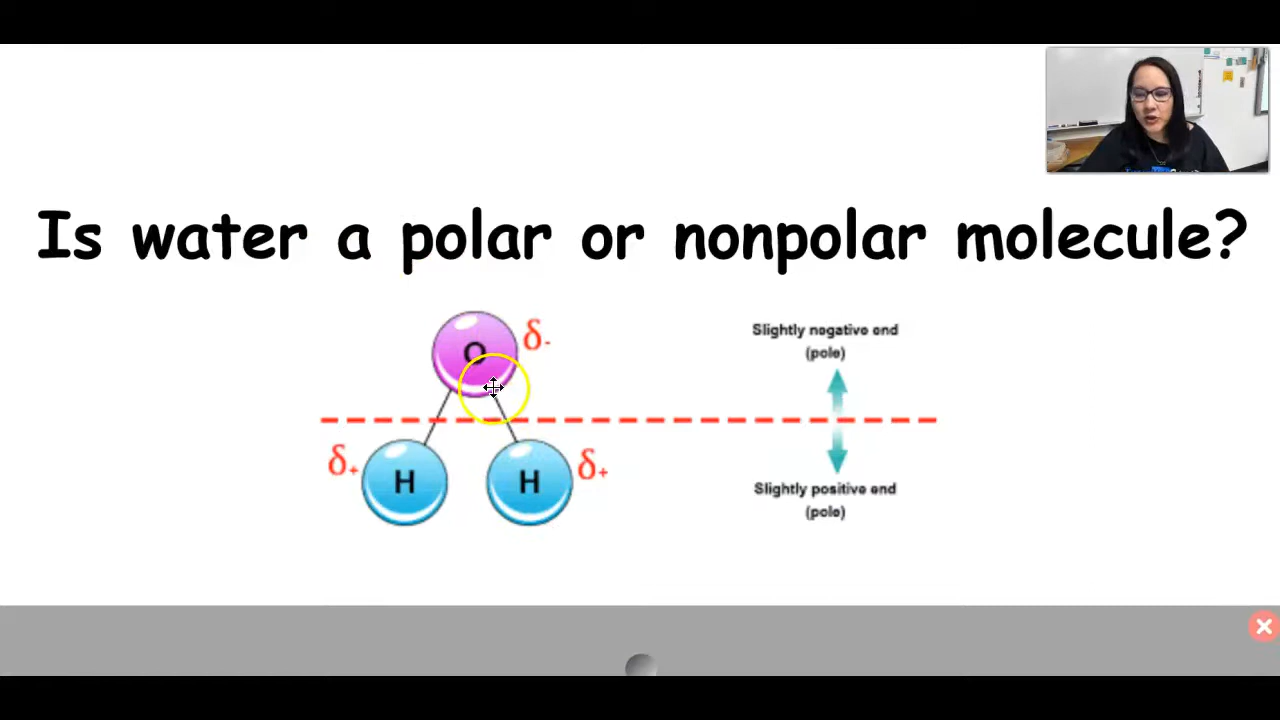 Is water a polar or nonpolar molecule?
O δ-
Slightly negative end
(pole)
δ+ H H δ+
Slightly positive end
(pole)